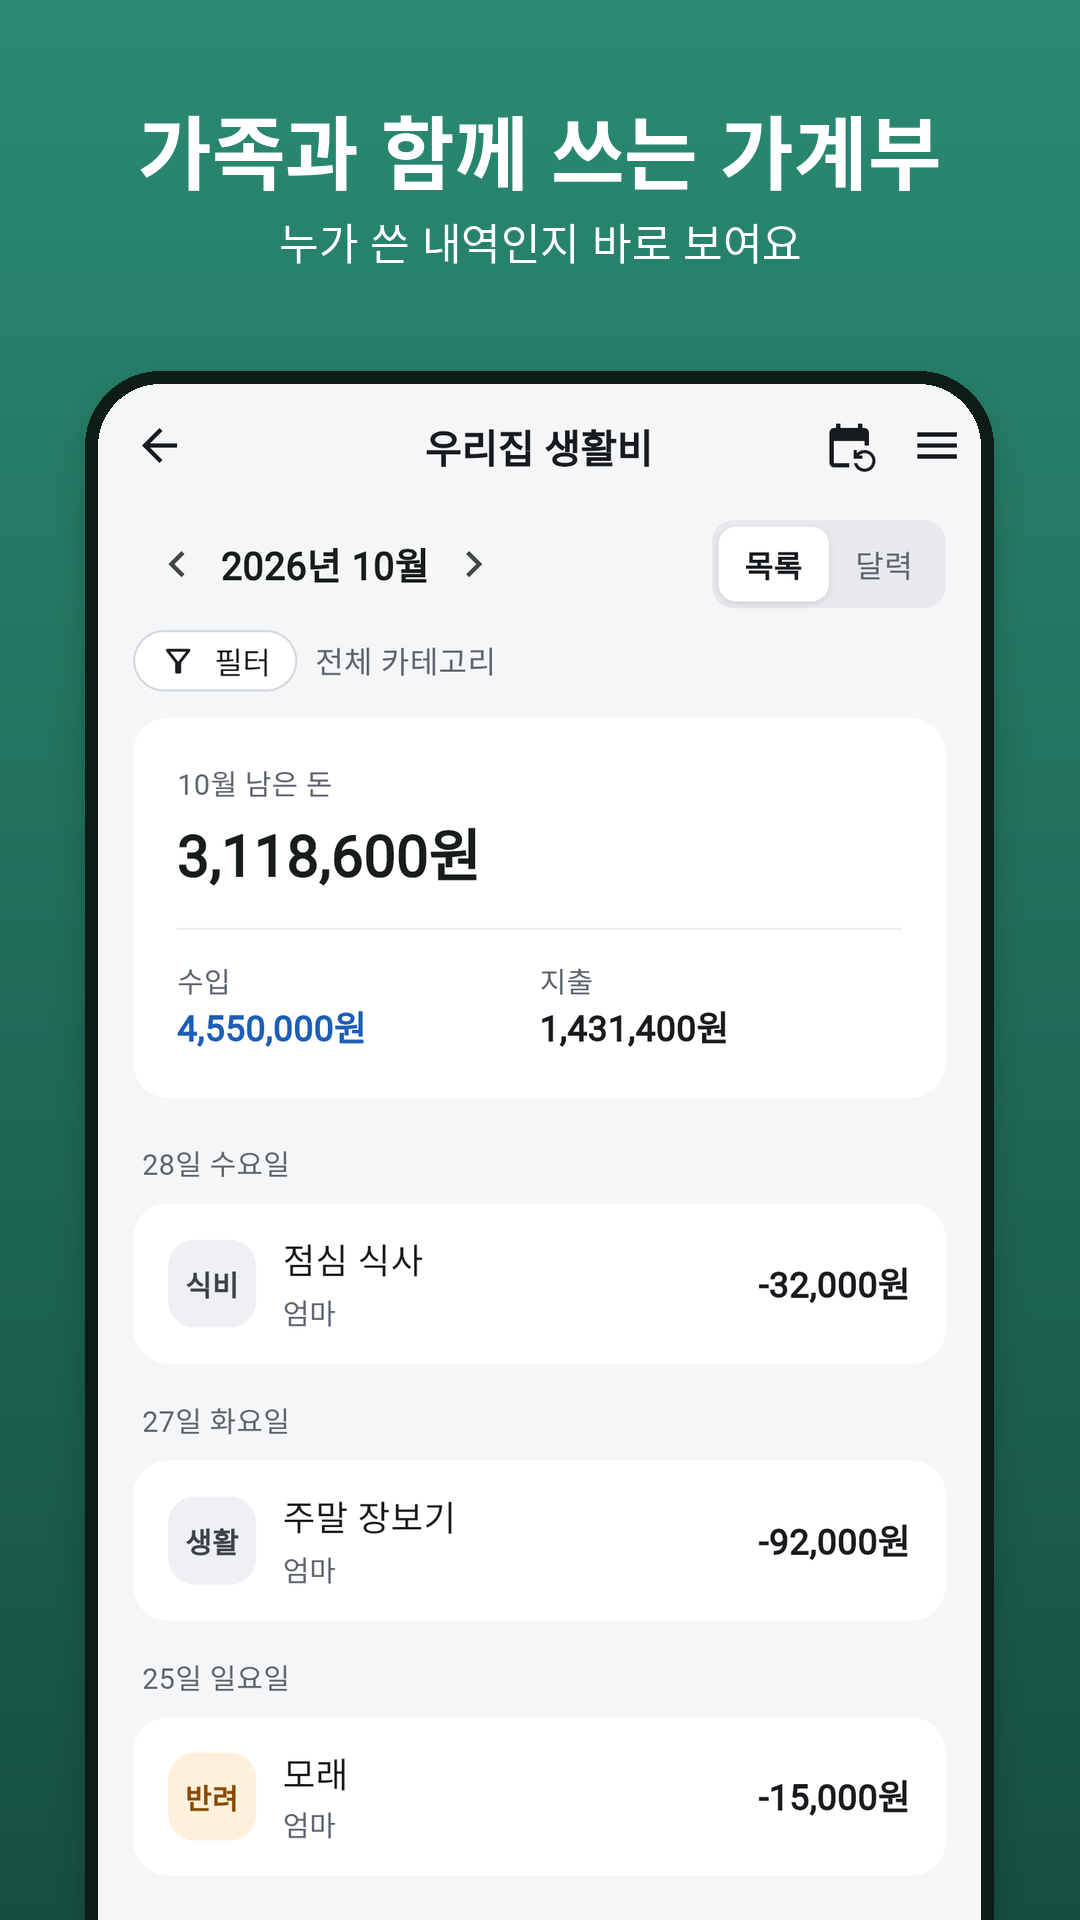 가족과 함께 쓰는 가계부
누가 쓴 내역인지 바로 보여요
우리집 생활비
2026년 10월
목록 달력
필터 전체 카테고리
10월 남은 돈
3,118,600원
수입 지출
4,550,000원 1,431,400원
28일 수요일
식비 점심 식사 -32,000원
엄마
27일 화요일
생활 주말 장보기 -92,000원
엄마
25일 일요일
반려 모래 -15,000원
엄마